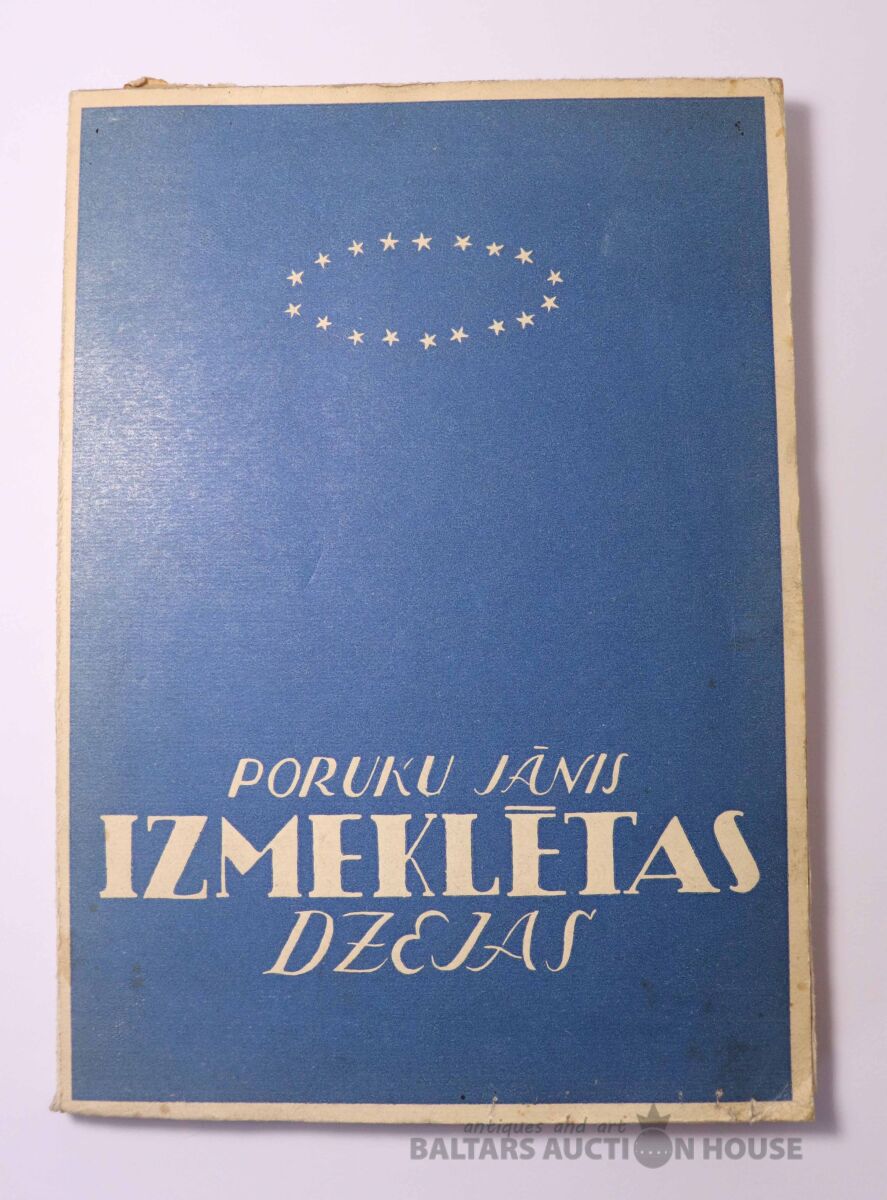 PORUKU JĀNIS
IZMEKLĒTAS
DZEJAS
antiques and art
BALTARS AUCTION HOUSE